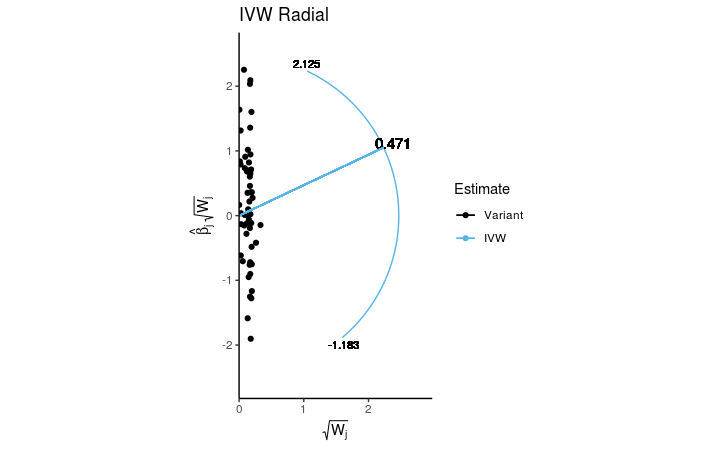 IVW Radial
2.125
0.471
-1.183
2
1
0
-1
-2
0
1
2
β̂j√Wj
√Wj
Estimate
Variant
IVW